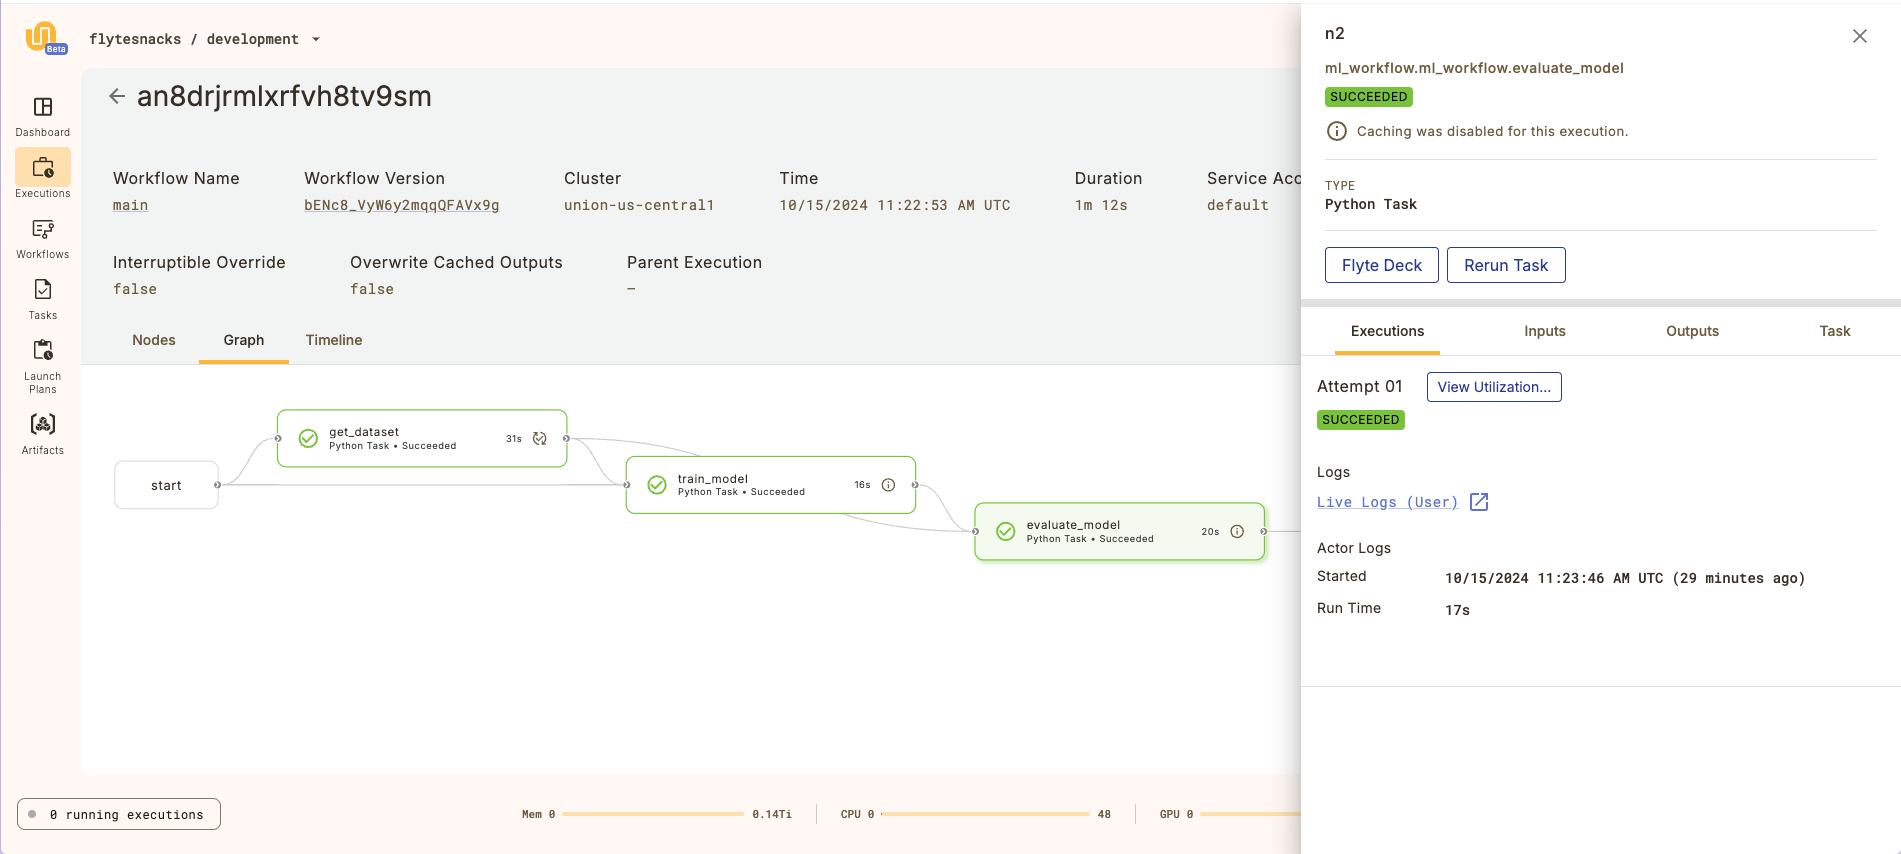 Beta
flytesnacks / development
Dashboard
Executions
Workflows
Tasks
Launch
Plans
Artifacts
an8drjrmlxrfvh8tv9sm
Workflow Name
main
Workflow Version
bENc8_VyW6y2mqqQFAVx9g
Cluster
union-us-central1
Time
10/15/2024 11:22:53 AM UTC
Duration
1m 12s
Service Acc
default
Interruptible Override
false
Overwrite Cached Outputs
false
Parent Execution
–
Nodes
Graph
Timeline
start
get_dataset
Python Task • Succeeded
31s
train_model
Python Task • Succeeded
16s
evaluate_model
Python Task • Succeeded
20s
0 running executions
Mem 0
0.14Ti
CPU 0
48
GPU 0
n2
ml_workflow.ml_workflow.evaluate_model
SUCCEEDED
Caching was disabled for this execution.
TYPE
Python Task
Flyte Deck
Rerun Task
Executions
Inputs
Outputs
Task
Attempt 01
View Utilization...
SUCCEEDED
Logs
Live Logs (User)
Actor Logs
Started
10/15/2024 11:23:46 AM UTC (29 minutes ago)
Run Time
17s